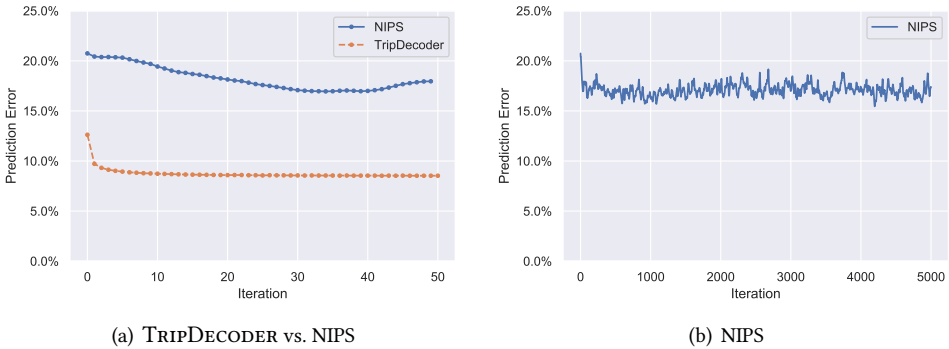 25.0%
20.0%
15.0%
10.0%
5.0%
0.0%
Prediction Error
NIPS
TripDecoder
0 10 20 30 40 50
Iteration
(a) TRIPDECODER vs. NIPS
25.0%
20.0%
15.0%
10.0%
5.0%
0.0%
Prediction Error
NIPS
0 1000 2000 3000 4000 5000
Iteration
(b) NIPS